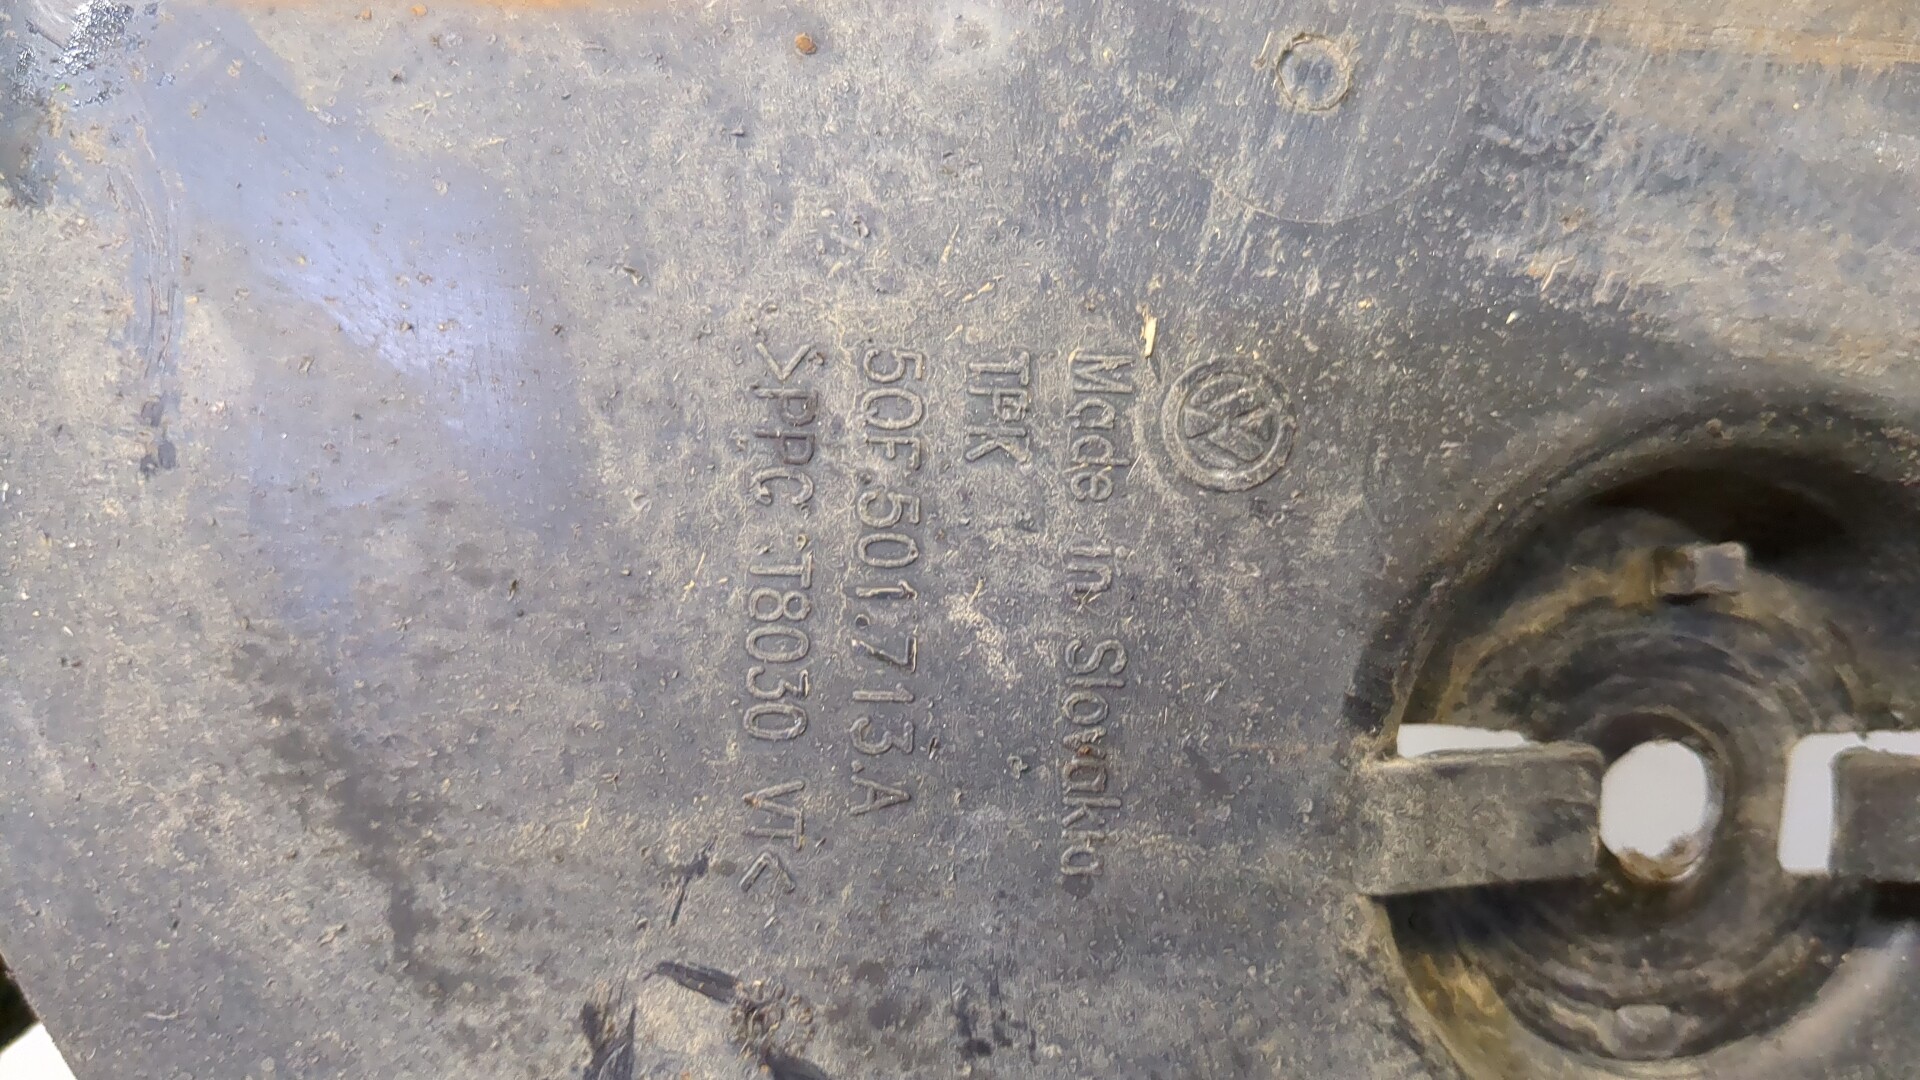 Made in Slovakia
TPK
5QF.501.713.A
>PPC T8030 VT<